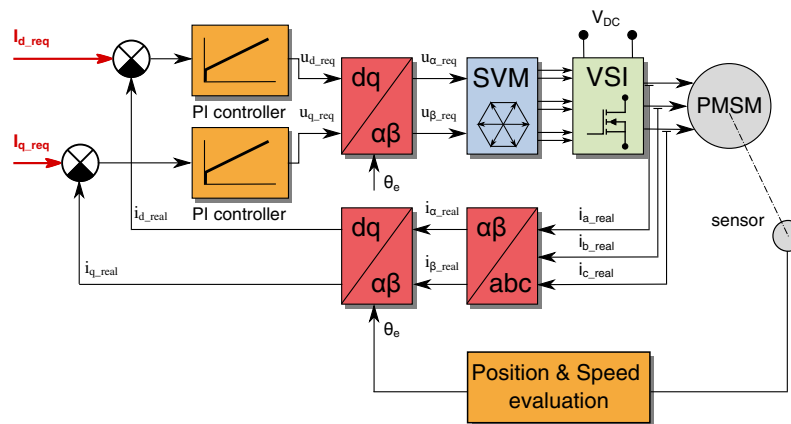 V_DC
I_d_req
I_q_req
PI controller
u_d_req
u_q_req
PI controller
dq
αβ
θ_e
u_α_req
u_β_req
SVM
VSI
PMSM
sensor
i_d_real
i_q_real
dq
αβ
θ_e
i_α_real
i_β_real
αβ
abc
i_a_real
i_b_real
i_c_real
Position & Speed
evaluation